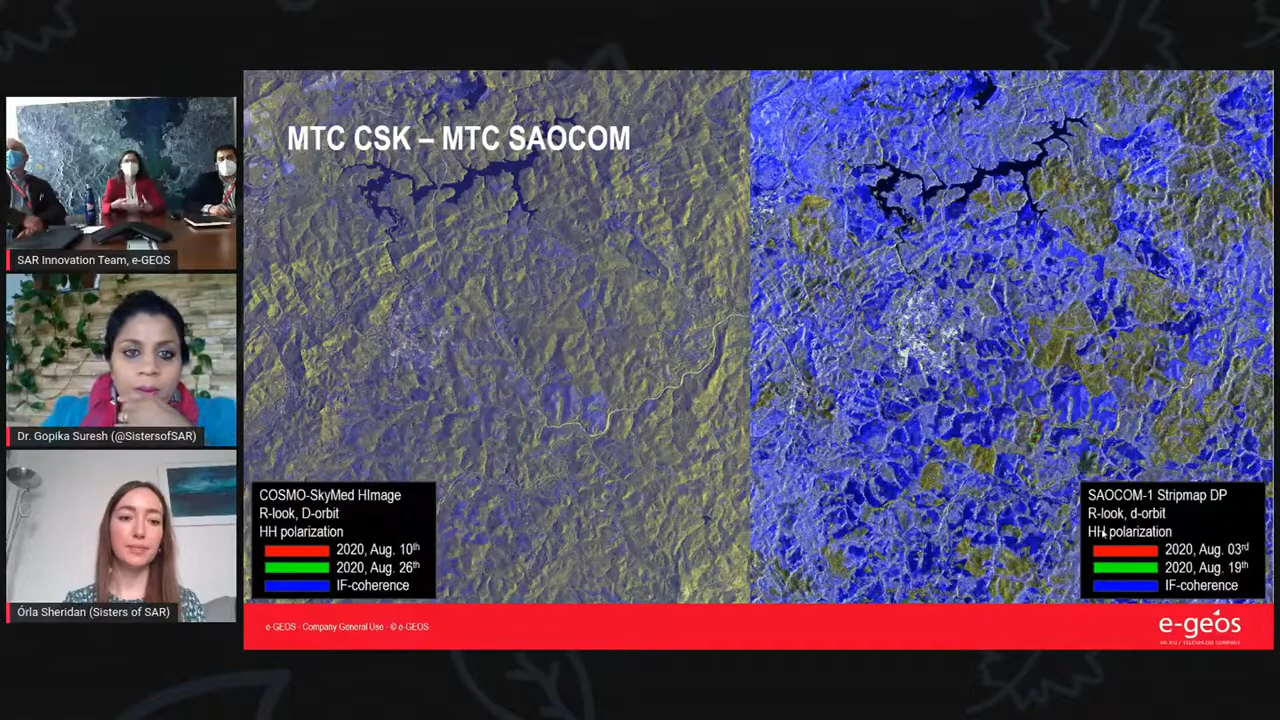 MTC CSK – MTC SAOCOM
SAR Innovation Team, e-GEOS
Dr. Gopika Suresh (@SistersofSAR)
Órla Sheridan (Sisters of SAR)
COSMO-SkyMed HImage
R-look, D-orbit
HH polarization
2020, Aug. 10th
2020, Aug. 26th
IF-coherence
SAOCOM-1 Stripmap DP
R-look, d-orbit
HH polarization
2020, Aug. 03rd
2020, Aug. 19th
IF-coherence
e-GEOS - Company General Use - © e-GEOS
e-geos